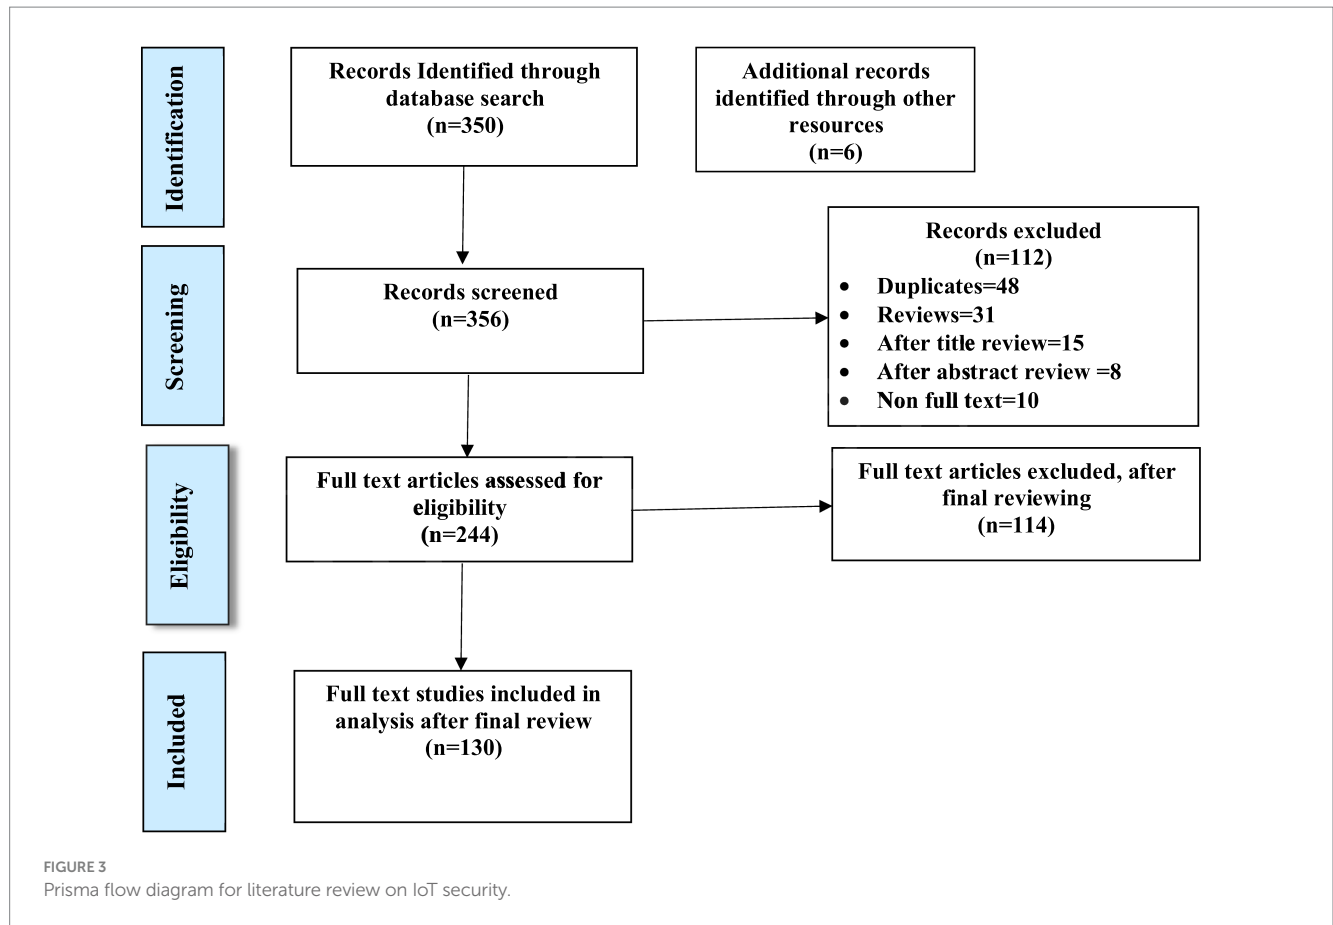 Identification
Records Identified through
database search
(n=350)
Additional records
identified through other
resources
(n=6)
Screening
Records screened
(n=356)
Records excluded
(n=112)
• Duplicates=48
• Reviews=31
• After title review=15
• After abstract review =8
• Non full text=10
Eligibility
Full text articles assessed for
eligibility
(n=244)
Full text articles excluded, after
final reviewing
(n=114)
Included
Full text studies included in
analysis after final review
(n=130)
FIGURE 3
Prisma flow diagram for literature review on IoT security.